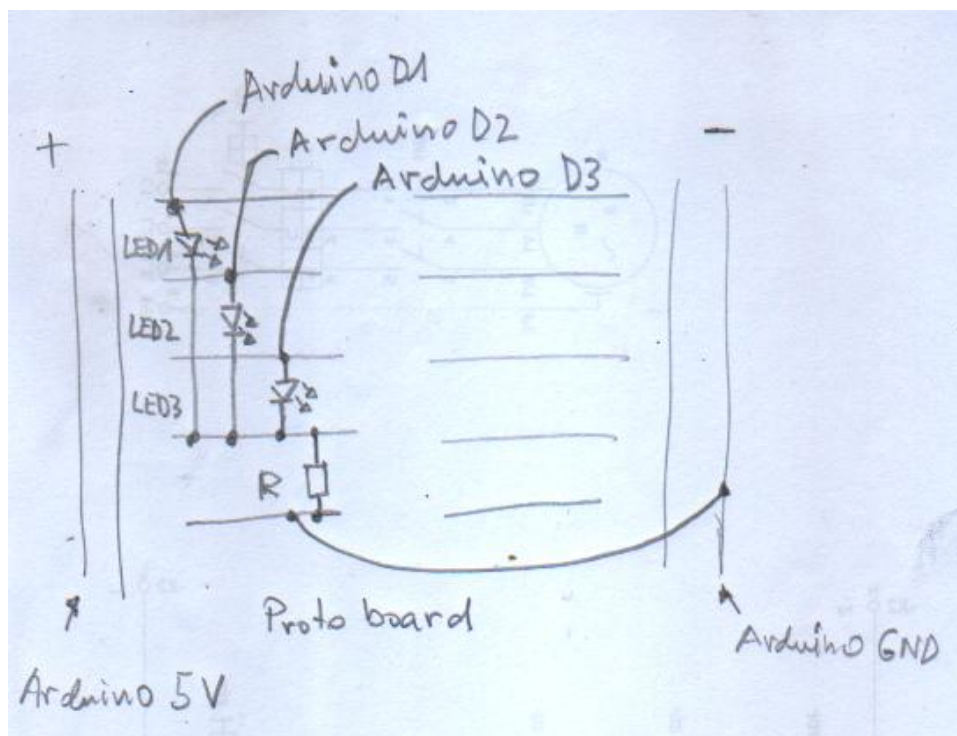 Arduino D1
+
Arduino D2
−
Arduino D3
LED1
LED2
LED3
R
Proto board
Arduino GND
Arduino 5V